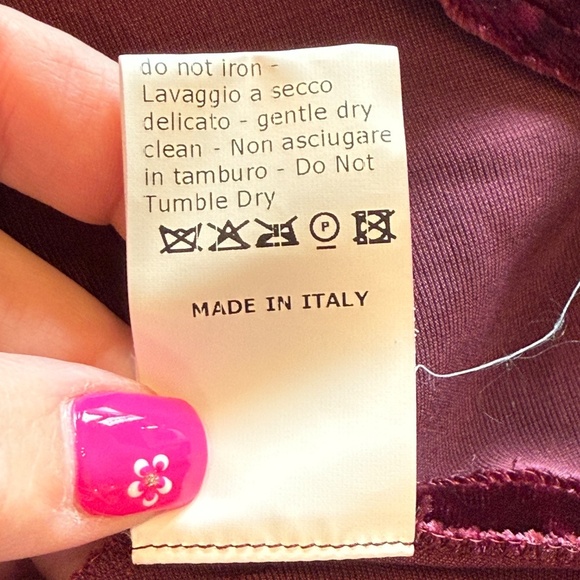 do not iron -
Lavaggio a secco
delicato - gentle dry
clean - Non asciugare
in tamburo - Do Not
Tumble Dry
P
MADE IN ITALY